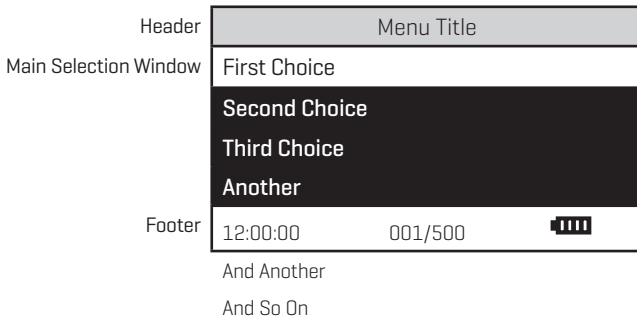 Header Menu Title
Main Selection Window First Choice
Second Choice
Third Choice
Another
Footer 12:00:00 001/500
And Another
And So On